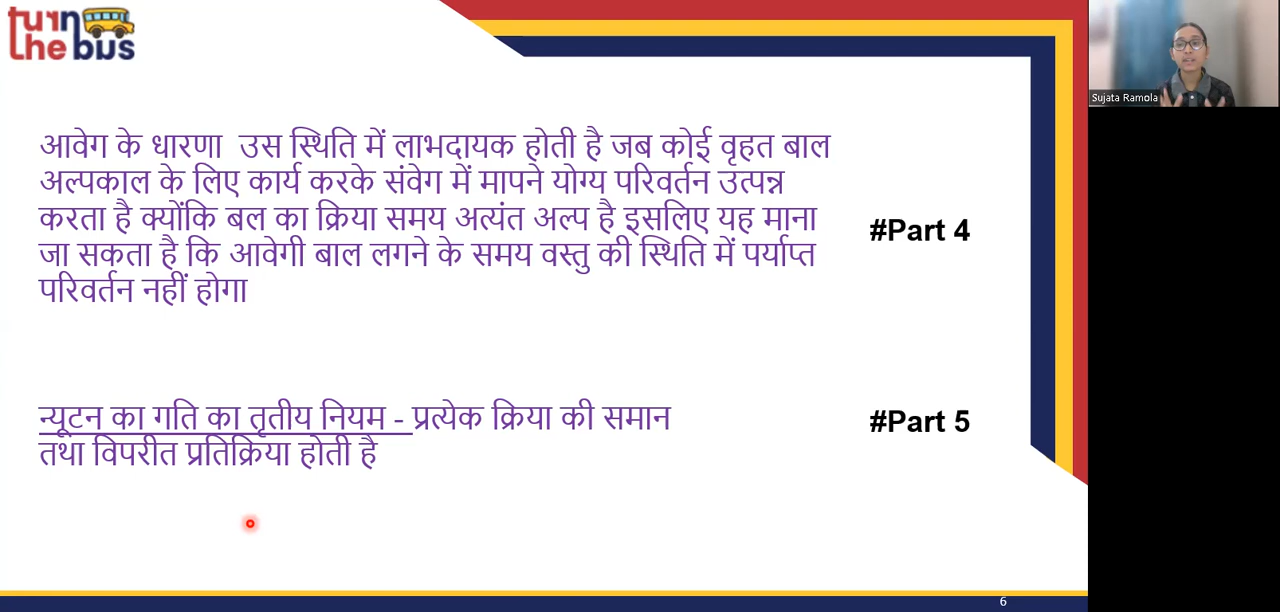 turn
the bus
आवेग के धारणा उस स्थिति में लाभदायक होती है जब कोई वृहत बाल
अल्पकाल के लिए कार्य करके संवेग में मापने योग्य परिवर्तन उत्पन्न
करता है क्योंकि बल का क्रिया समय अत्यंत अल्प है इसलिए यह माना
जा सकता है कि आवेगी बाल लगने के समय वस्तु की स्थिति में पर्याप्त
परिवर्तन नहीं होगा
#Part 4
न्यूटन का गति का तृतीय नियम - प्रत्येक क्रिया की समान
तथा विपरीत प्रतिक्रिया होती है
#Part 5
6
Sujata Ramola